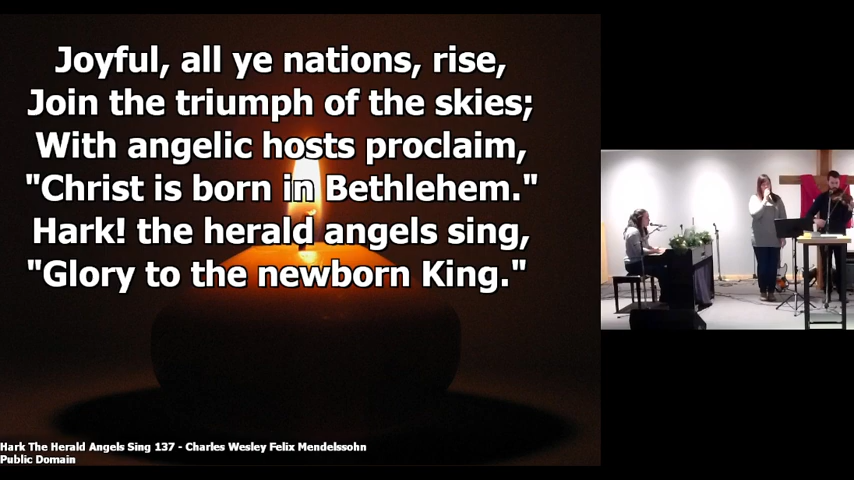 Joyful, all ye nations, rise,
Join the triumph of the skies;
With angelic hosts proclaim,
"Christ is born in Bethlehem."
Hark! the herald angels sing,
"Glory to the newborn King."
Hark The Herald Angels Sing 137 - Charles Wesley Felix Mendelssohn
Public Domain